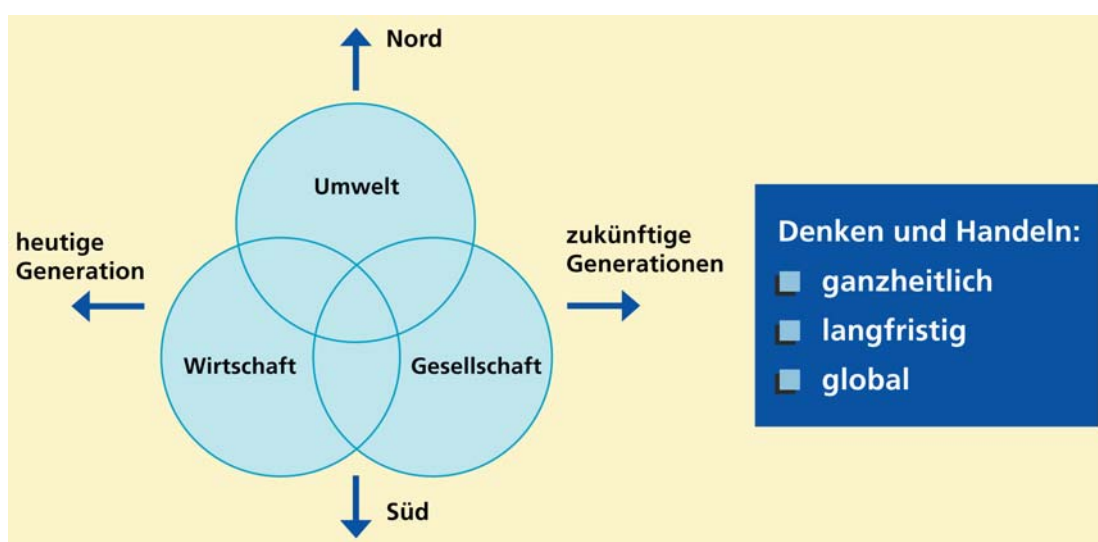 Nord
Umwelt
heutige
Generation
zukünftige
Generationen
Wirtschaft
Gesellschaft
Süd
Denken und Handeln:
ganzheitlich
langfristig
global